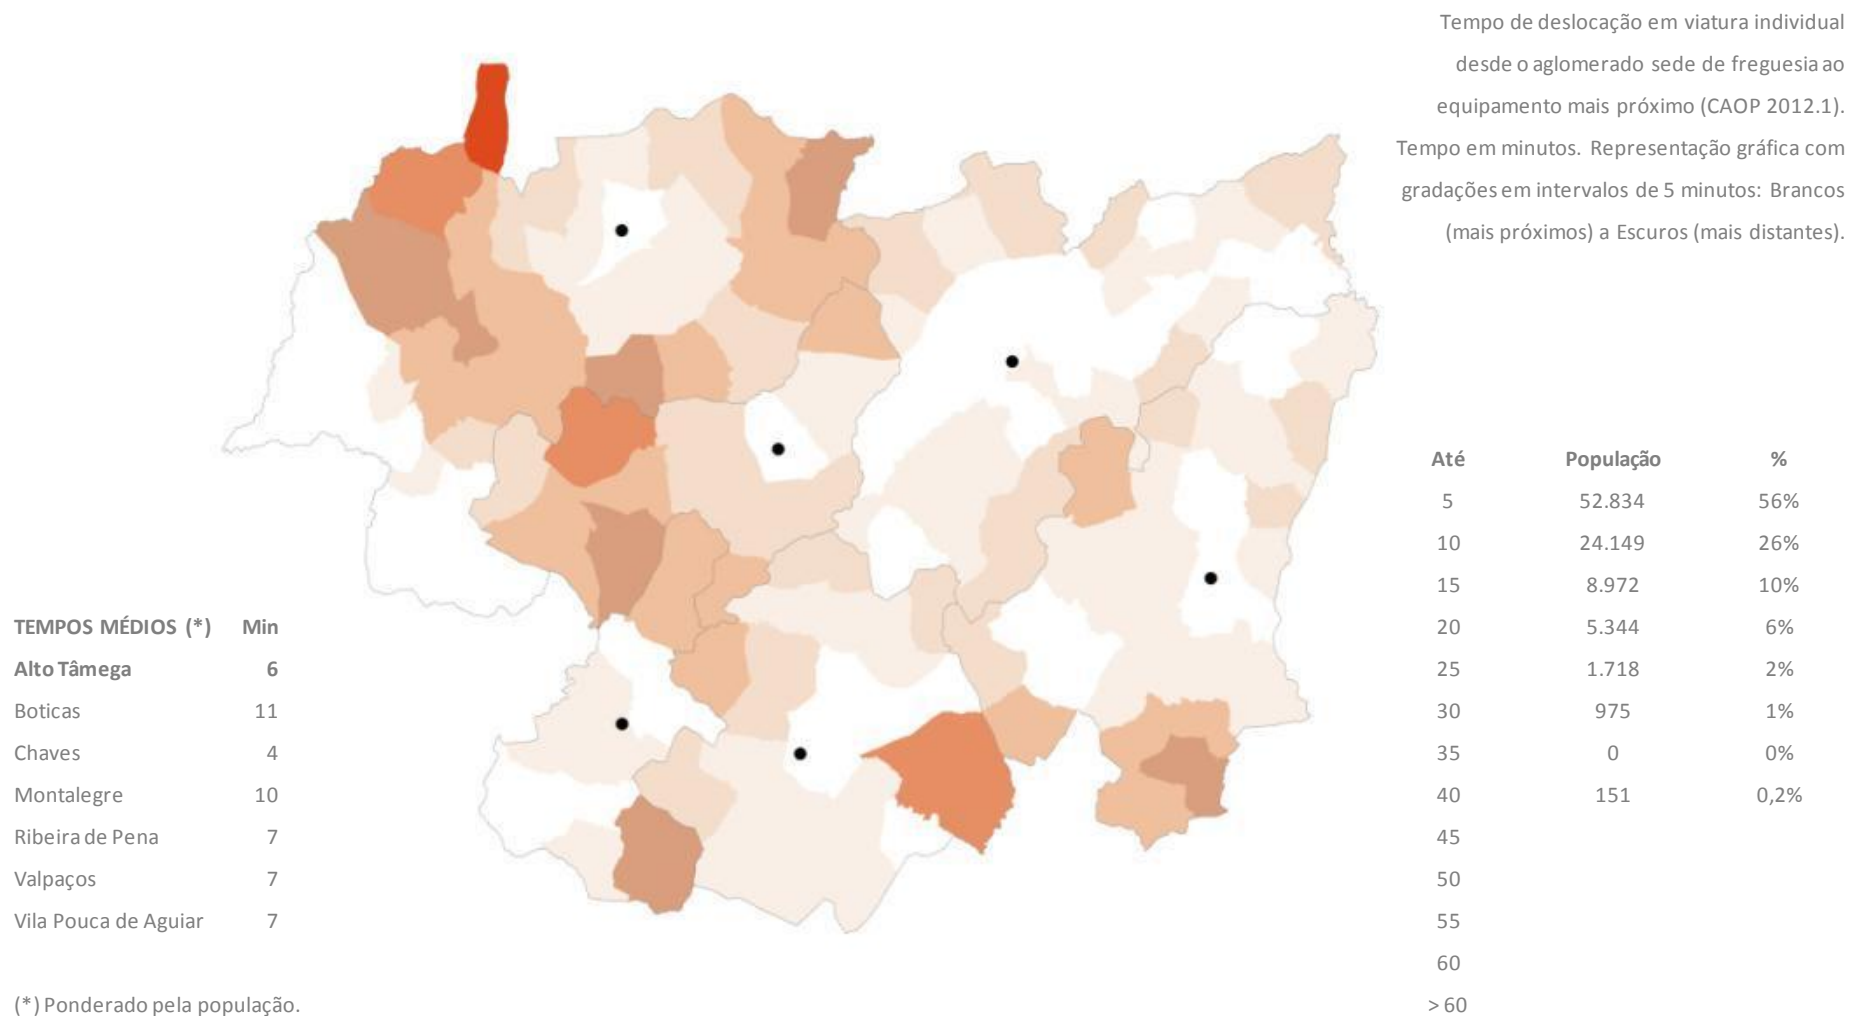 Tempo de deslocação em viatura individual
desde o aglomerado sede de freguesia ao
equipamento mais próximo (CAOP 2012.1).
Tempo em minutos. Representação gráfica com
gradações em intervalos de 5 minutos: Brancos
(mais próximos) a Escuros (mais distantes).
Até População %
5 52.834 56%
10 24.149 26%
15 8.972 10%
20 5.344 6%
25 1.718 2%
30 975 1%
35 0 0%
40 151 0,2%
45
50
55
60
> 60
TEMPOS MÉDIOS (*) Min
Alto Tâmega 6
Boticas 11
Chaves 4
Montalegre 10
Ribeira de Pena 7
Valpaços 7
Vila Pouca de Aguiar 7
(*) Ponderado pela população.